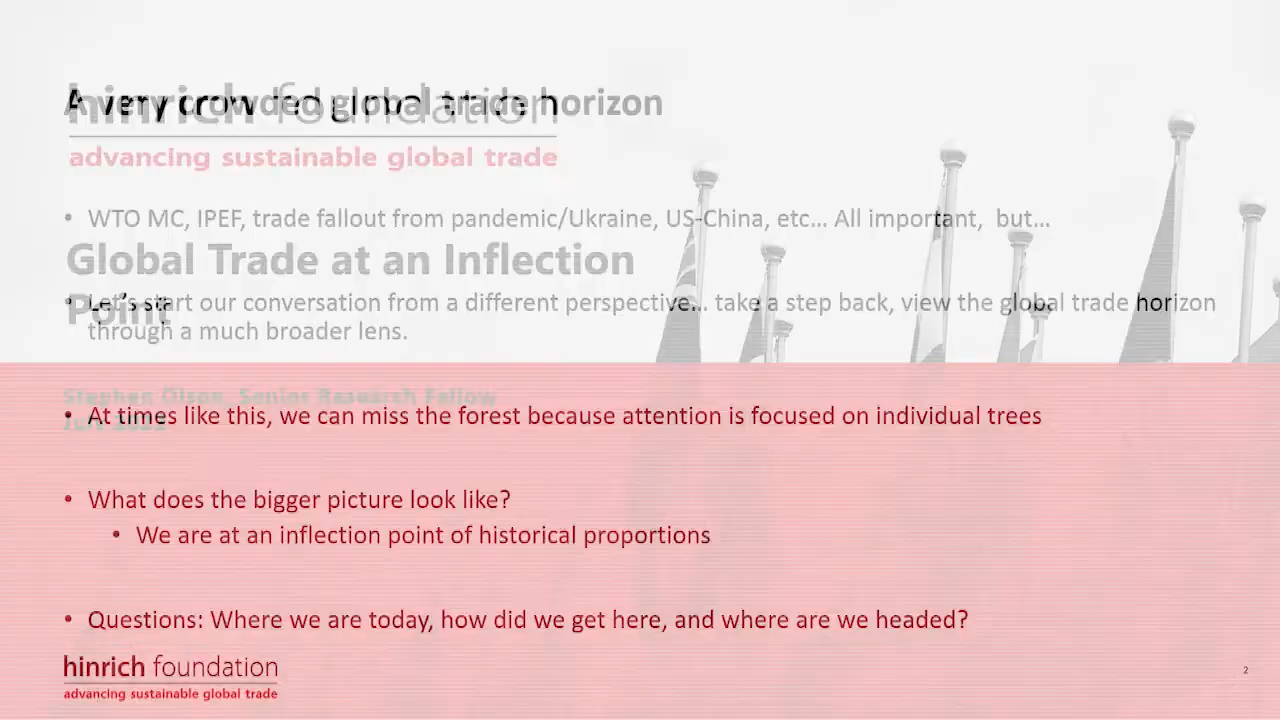 A very crowded global trade horizon
hinrich foundation
advancing sustainable global trade
• WTO MC, IPEF, trade fallout from pandemic/Ukraine, US-China, etc... All important,  but...
Global Trade at an Inflection
Point
• Let's start our conversation from a different perspective... take a step back, view the global trade horizon
through a much broader lens.
Stephen Olson, Senior Research Fellow
• At times like this, we can miss the forest because attention is focused on individual trees
• What does the bigger picture look like?
• We are at an inflection point of historical proportions
• Questions: Where we are today, how did we get here, and where are we headed?
hinrich foundation
advancing sustainable global trade
2